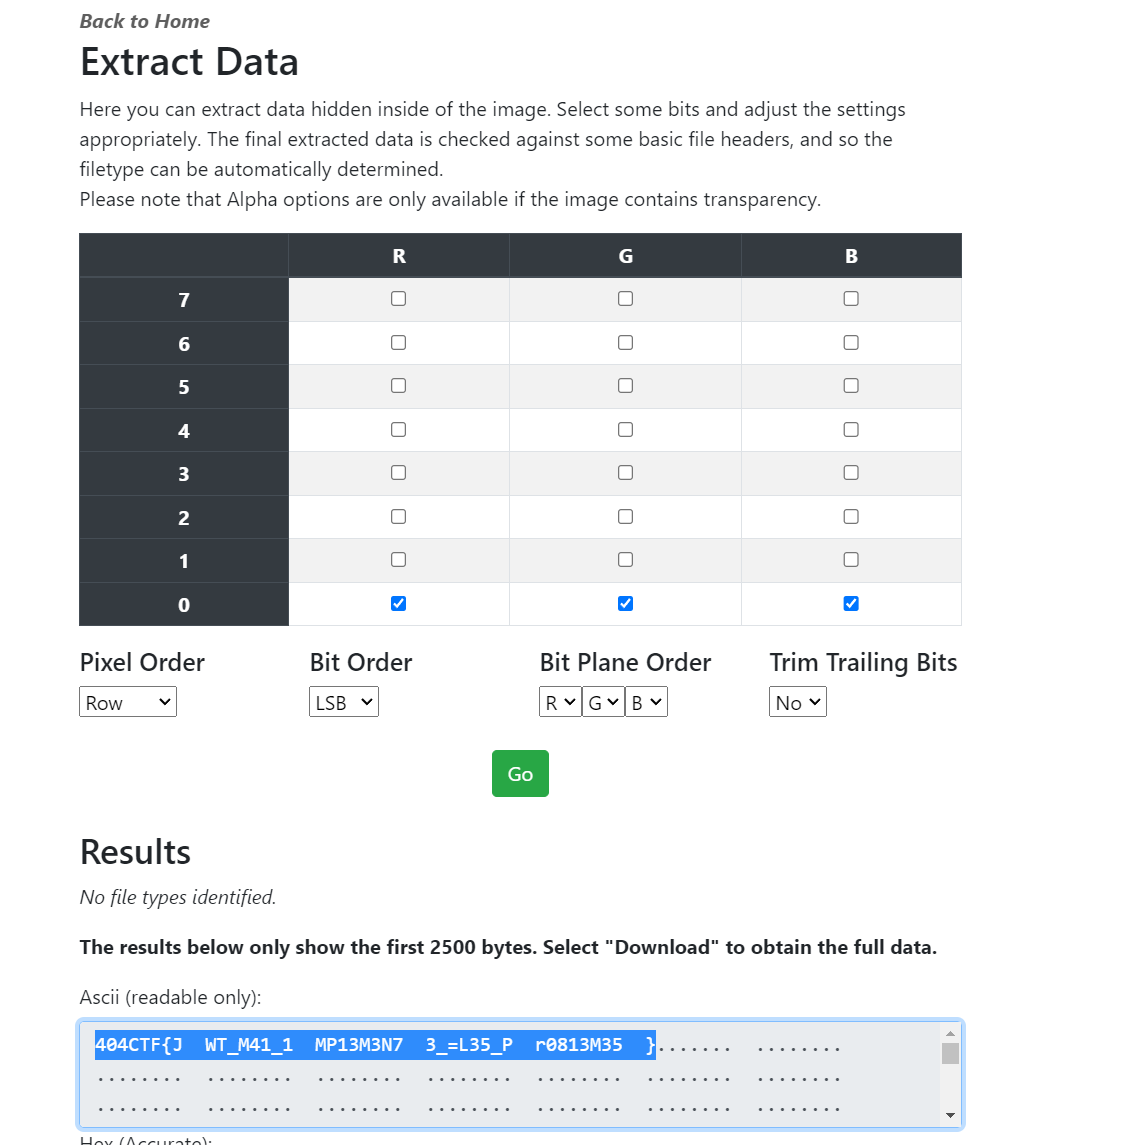 Back to Home
Extract Data
Here you can extract data hidden inside of the image. Select some bits and adjust the settings
appropriately. The final extracted data is checked against some basic file headers, and so the
filetype can be automatically determined.
Please note that Alpha options are only available if the image contains transparency.
R G B
7
6
5
4
3
2
1
0
Pixel Order Bit Order Bit Plane Order Trim Trailing Bits
Row LSB R G B No
Go
Results
No file types identified.
The results below only show the first 2500 bytes. Select "Download" to obtain the full data.
Ascii (readable only):
404CTF{J  WT_M41_1  MP13M3N7  3_=L35_P  r0813M35  }.......  ........
........  ........  ........  ........  ........  ........  ........
........  ........  ........  ........  ........  ........  ........
Hex (Accurate):